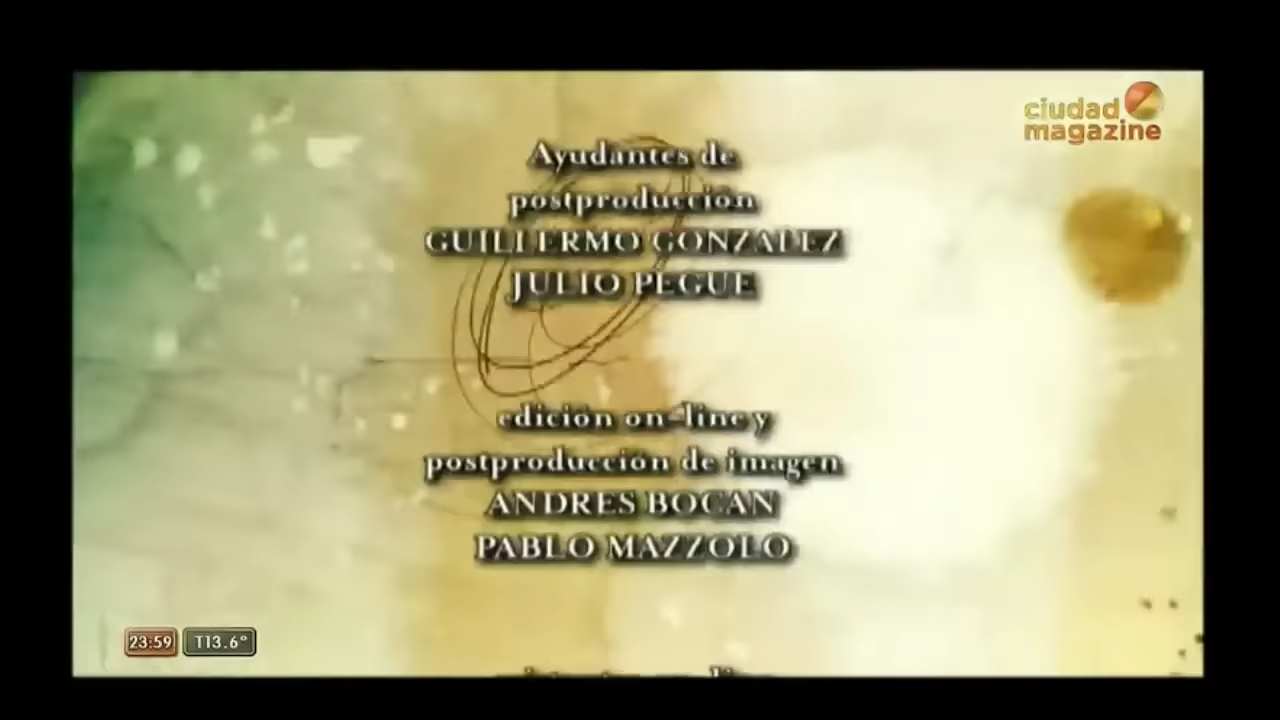 ciudad
magazine
Ayudantes de
postproducción
GUILLERMO GONZALEZ
JULIO PEGUE
edición on-line y
postproducción de imagen
ANDRES BOCAN
PABLO MAZZOLO
23:59 T13.6°